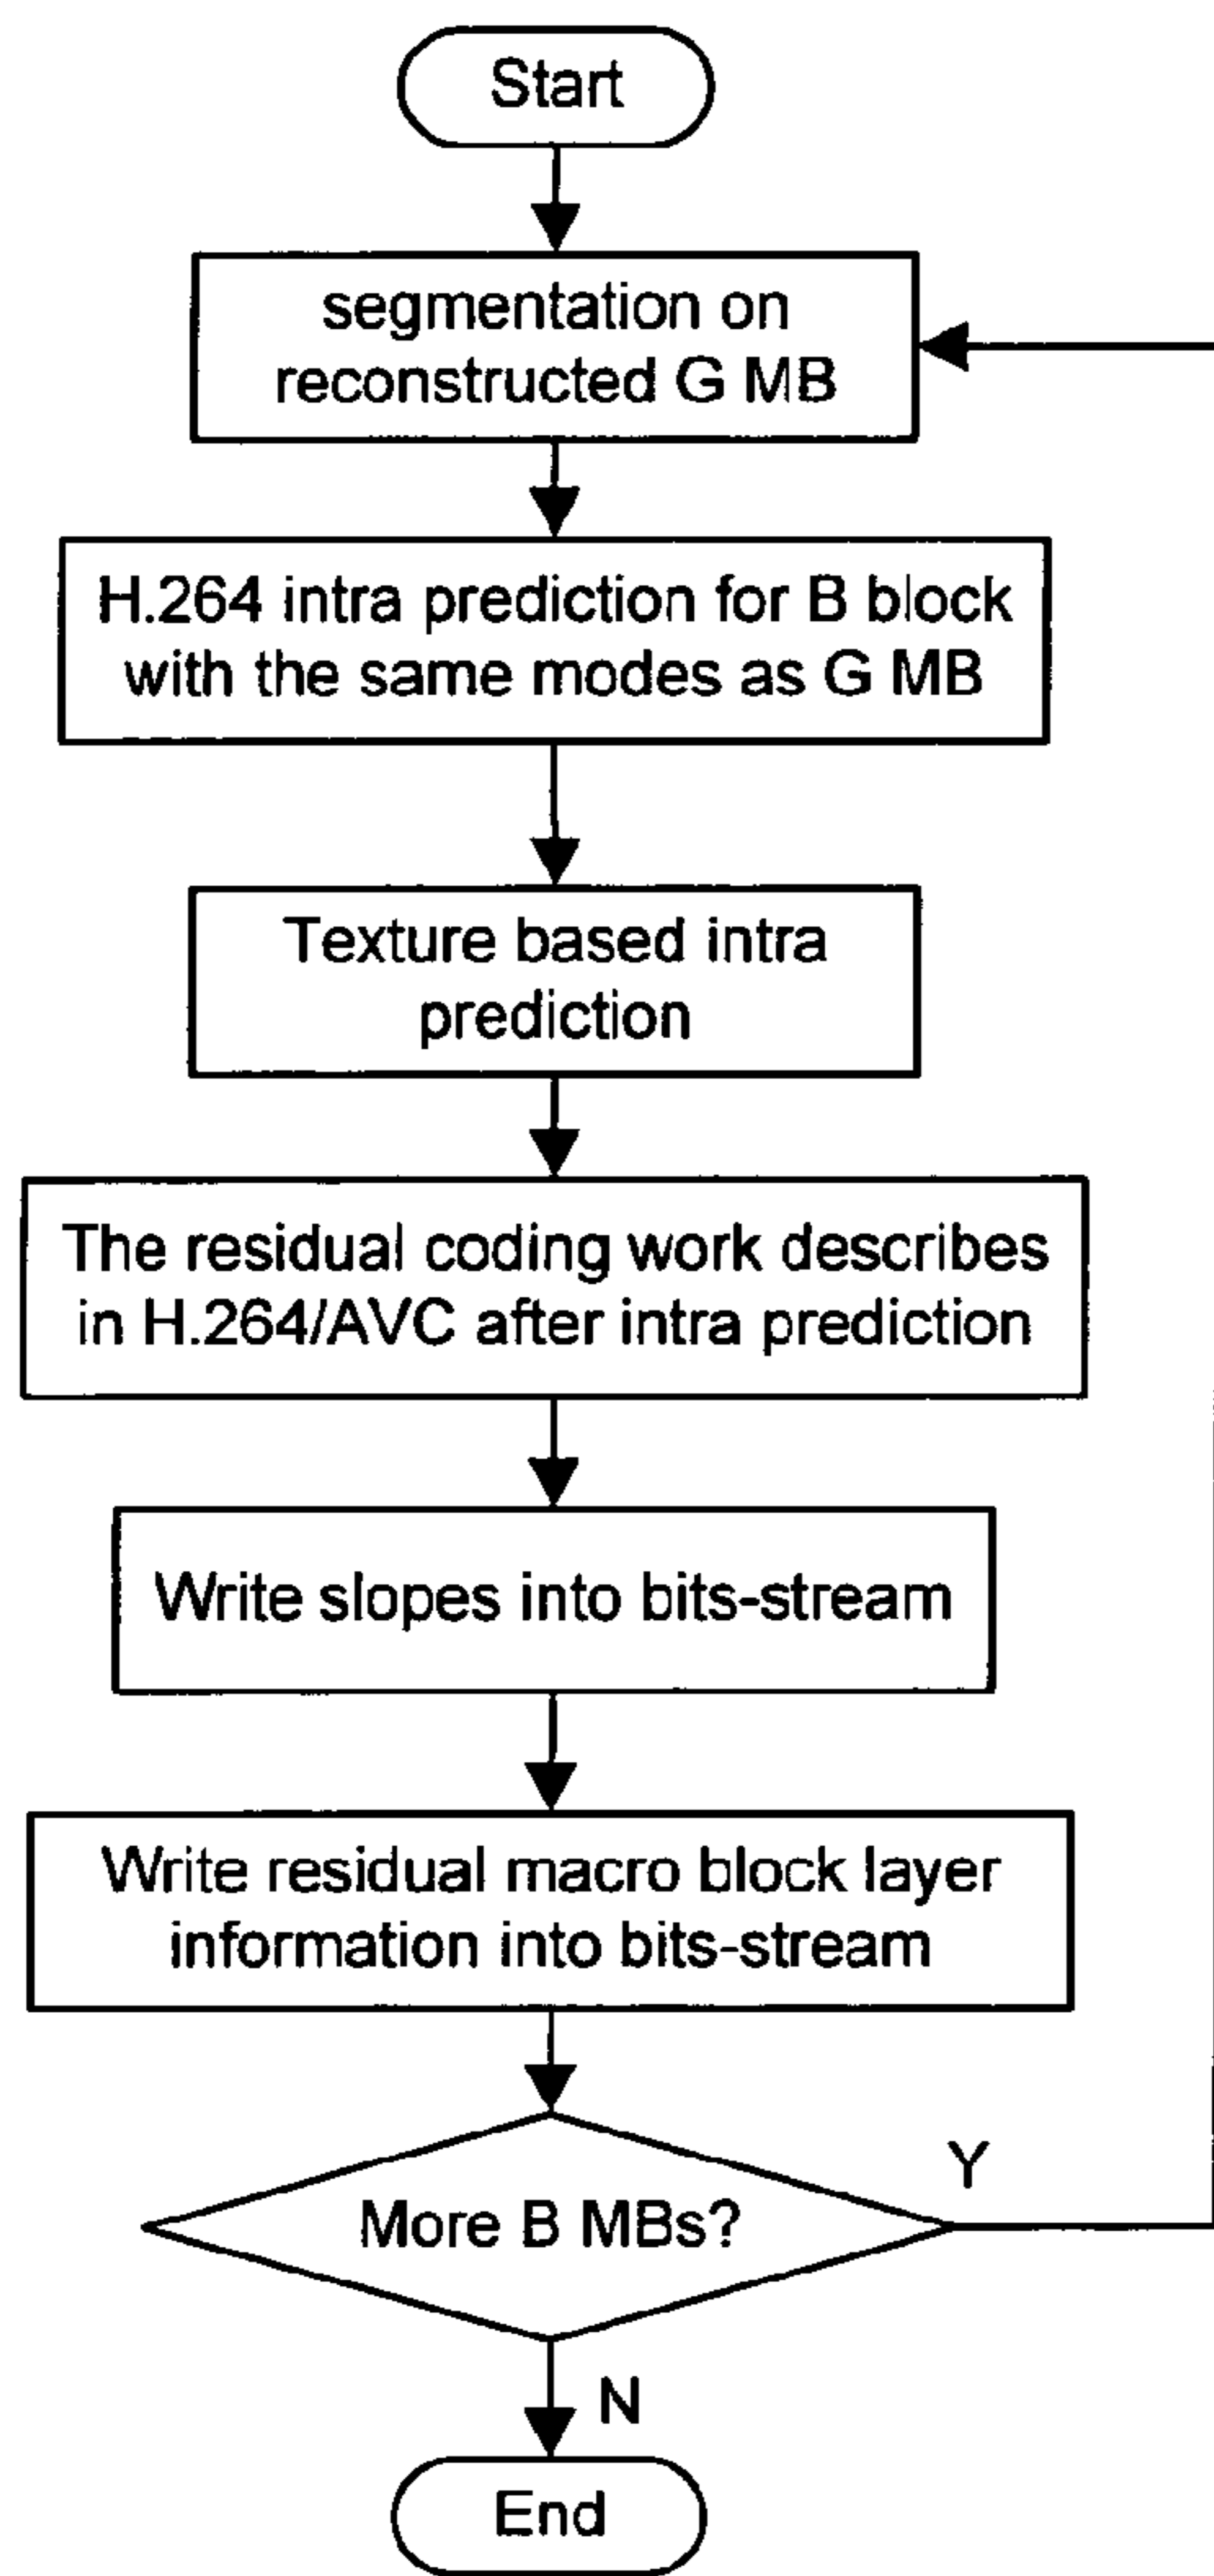 Start
segmentation on
reconstructed G MB
H.264 intra prediction for B block
with the same modes as G MB
Texture based intra
prediction
The residual coding work describes
in H.264/AVC after intra prediction
Write slopes into bits-stream
Write residual macro block layer
information into bits-stream
More B MBs?
Y
N
End